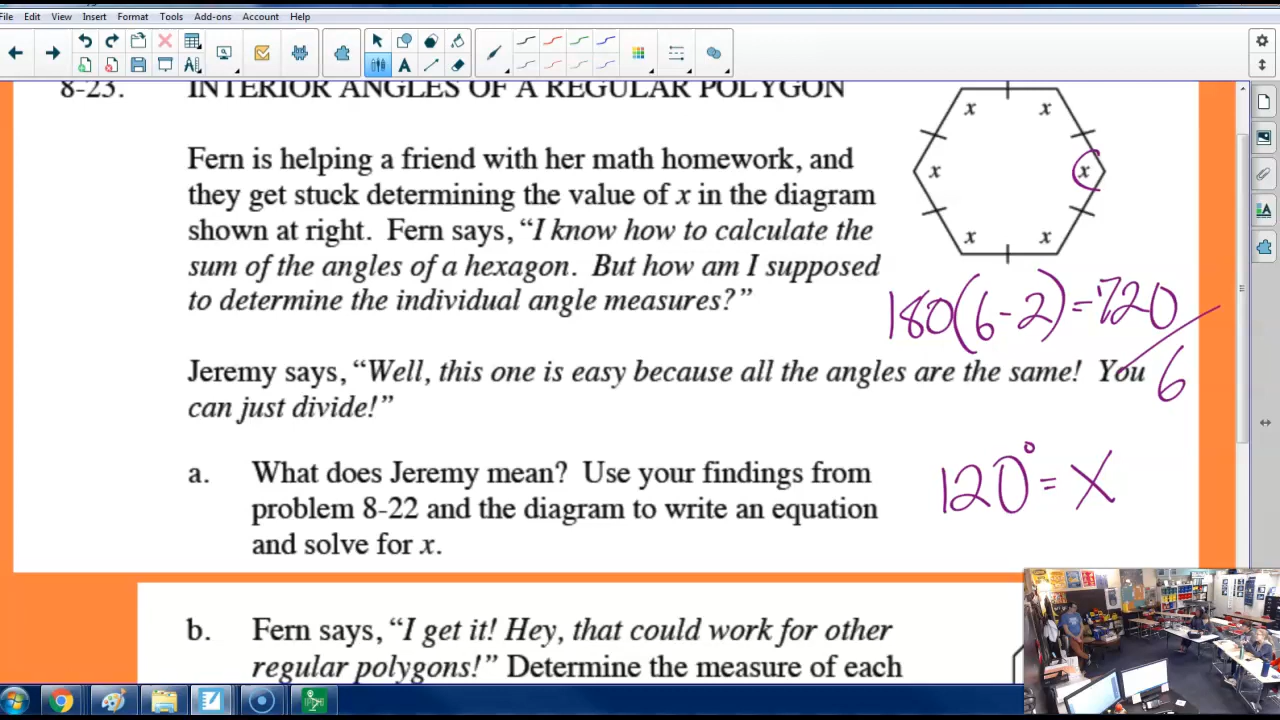 File Edit View Insert Format Tools Add-ons Account Help
8-23. INTERIOR ANGLES OF A REGULAR POLYGON
x x
x x
x x
Fern is helping a friend with her math homework, and
they get stuck determining the value of x in the diagram
shown at right. Fern says, “I know how to calculate the
sum of the angles of a hexagon. But how am I supposed
to determine the individual angle measures?”
180(6-2)=720
6
Jeremy says, “Well, this one is easy because all the angles are the same! You
can just divide!”
a. What does Jeremy mean? Use your findings from
problem 8-22 and the diagram to write an equation
and solve for x.
120°=X
b. Fern says, “I get it! Hey, that could work for other
regular polygons!” Determine the measure of each